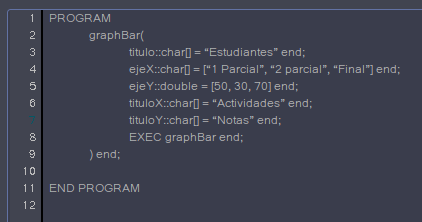 1 PROGRAM
2 graphBar(
3 titulo::char[] = “Estudiantes” end;
4 ejeX::char[] = [“1 Parcial”, “2 parcial”, “Final”] end;
5 ejeY::double = [50, 30, 70] end;
6 tituloX::char[] = “Actividades” end;
7 tituloY::char[] = “Notas” end;
8 EXEC graphBar end;
9 ) end;
10
11 END PROGRAM
12